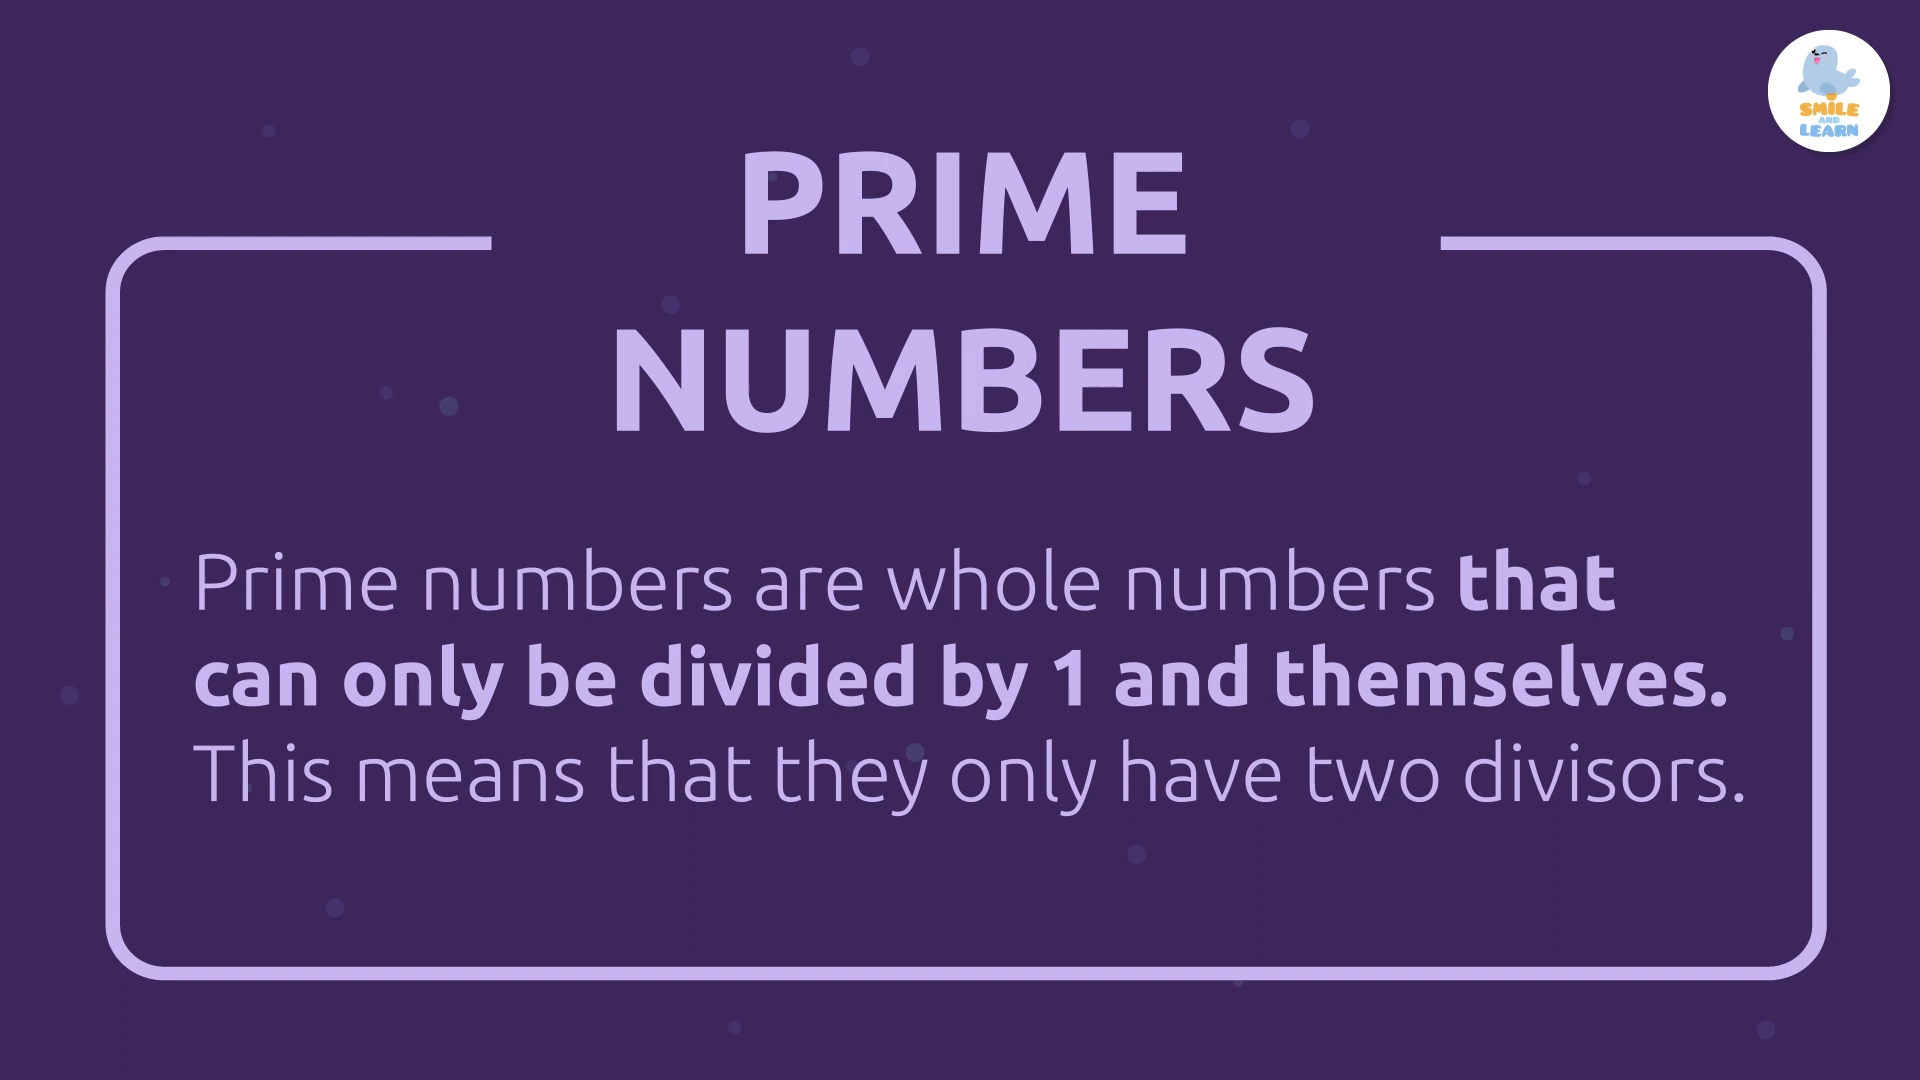 SMILE
AND
LEARN
PRIME
NUMBERS
Prime numbers are whole numbers that
can only be divided by 1 and themselves.
This means that they only have two divisors.